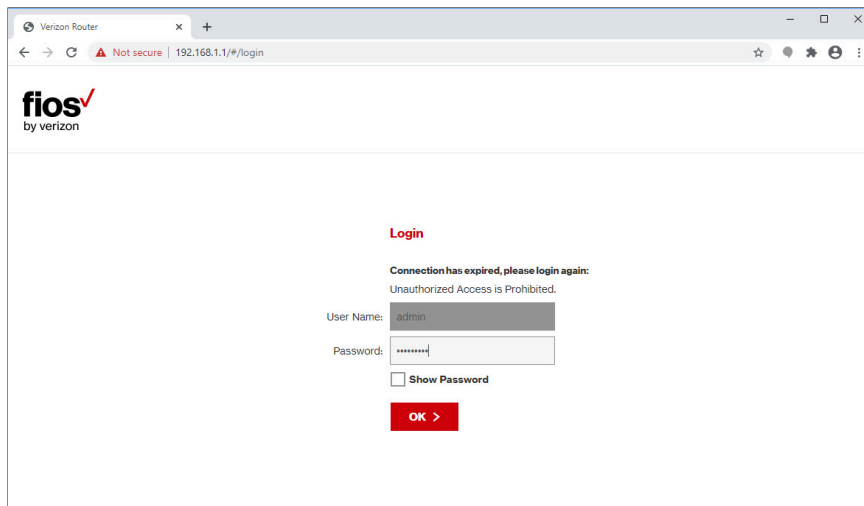 Verizon Router
Not secure | 192.168.1.1/#/login
fios
by verizon
Login
Connection has expired, please login again:
Unauthorized Access is Prohibited.
User Name: admin
Password: •••••••••
Show Password
OK >